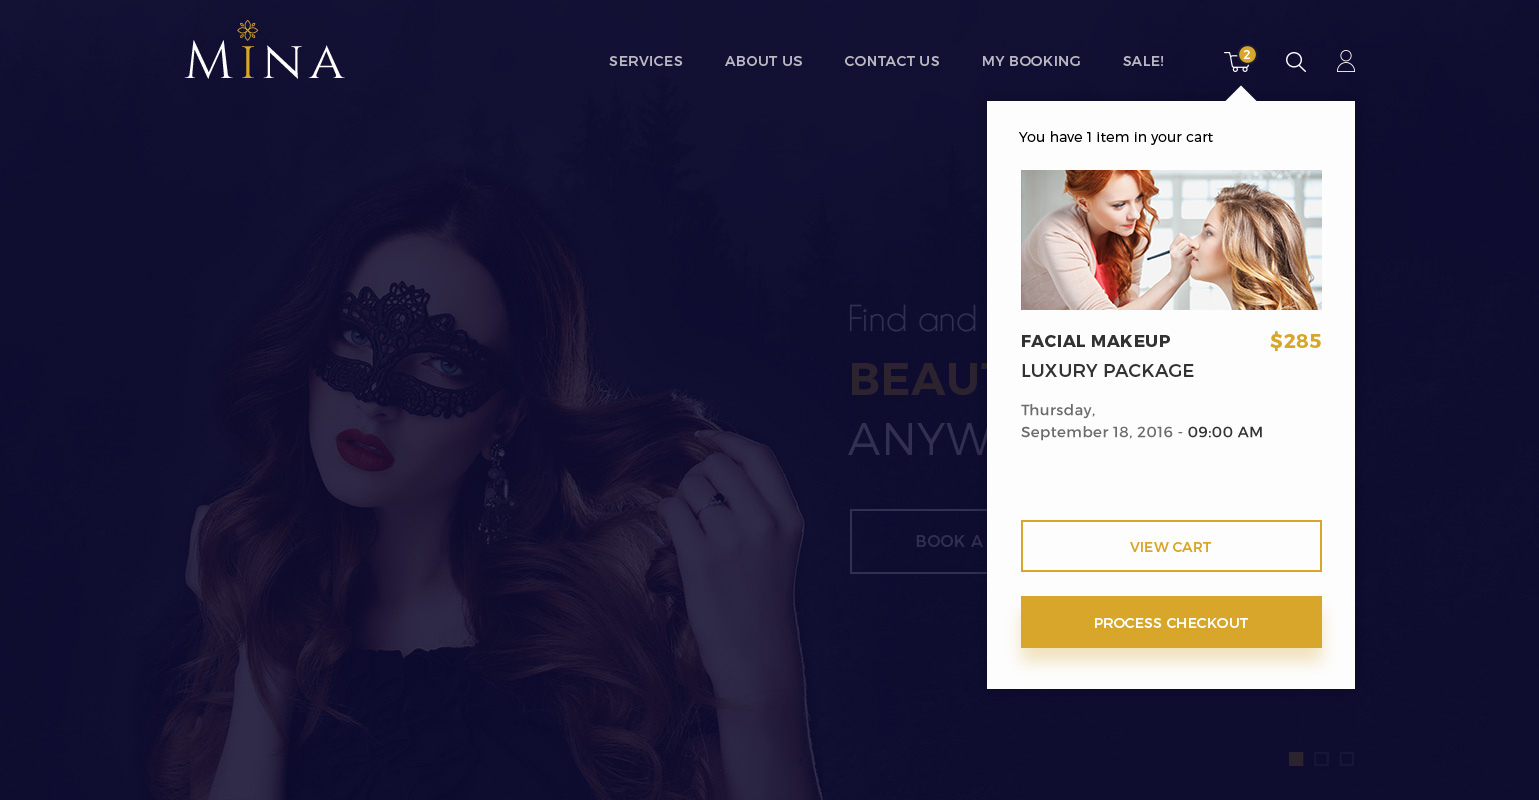 MINA
SERVICES ABOUT US CONTACT US MY BOOKING SALE! 2
You have 1 item in your cart
FACIAL MAKEUP $285
LUXURY PACKAGE
Thursday,
September 18, 2016 - 09:00 AM
VIEW CART
PROCESS CHECKOUT
Find and
BEAUT
ANYW
BOOK A